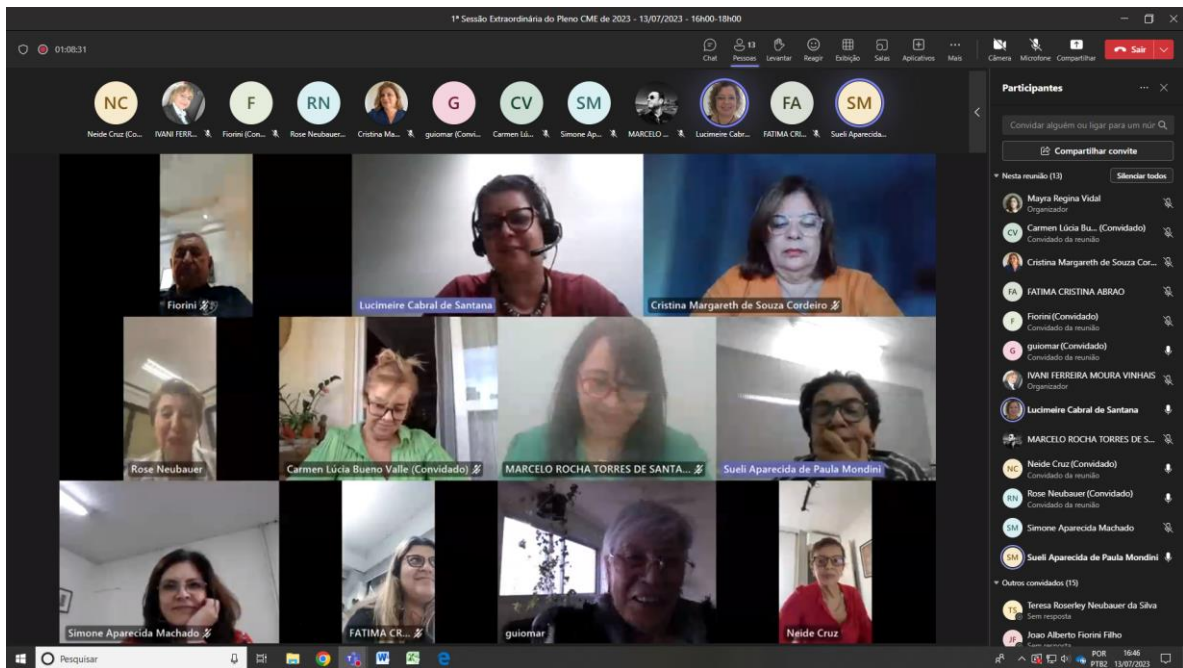 1ª Sessão Extraordinária do Pleno CME de 2023 - 13/07/2023 - 16h00-18h00
01:08:31
Chat
13
Pessoas
Levantar
Reagir
Exibição
Salas
Aplicativos
Mais
Câmera
Microfone
Compartilhar
Sair
NC
F
RN
G
CV
SM
FA
SM
Neide Cruz (Co...
IVANI FERR...
Fiorini (Con...
Rose Neubauer...
Cristina Ma...
guiomar (Convi...
Carmen Lú...
Simone Ap...
MARCELO ...
Lucimeire Cabr...
FATIMA CRI...
Sueli Aparecida...
Fiorini
Lucimeire Cabral de Santana
Cristina Margareth de Souza Cordeiro
Rose Neubauer
Carmen Lúcia Bueno Valle (Convidado)
MARCELO ROCHA TORRES DE SANTA...
Sueli Aparecida de Paula Mondini
Simone Aparecida Machado
FATIMA CR...
guiomar
Neide Cruz
Participantes
Convidar alguém ou ligar para um núr
Compartilhar convite
Nesta reunião (13)
Silenciar todos
Mayra Regina Vidal
Organizador
CV
Carmen Lúcia Bu... (Convidado)
Convidado da reunião
Cristina Margareth de Souza Cor...
FA
FATIMA CRISTINA ABRAO
F
Fiorini (Convidado)
Convidado da reunião
G
guiomar (Convidado)
Convidado da reunião
IVANI FERREIRA MOURA VINHAIS
Organizador
Lucimeire Cabral de Santana
MARCELO ROCHA TORRES DE S...
NC
Neide Cruz (Convidado)
Convidado da reunião
RN
Rose Neubauer (Convidado)
Convidado da reunião
SM
Simone Aparecida Machado
SM
Sueli Aparecida de Paula Mondini
Outros convidados (15)
TS
Teresa Roserley Neubauer da Silva
Sem resposta
JF
Joao Alberto Fiorini Filho
Sem resposta
Pesquisar
POR
PTB2
16:46
13/07/2023